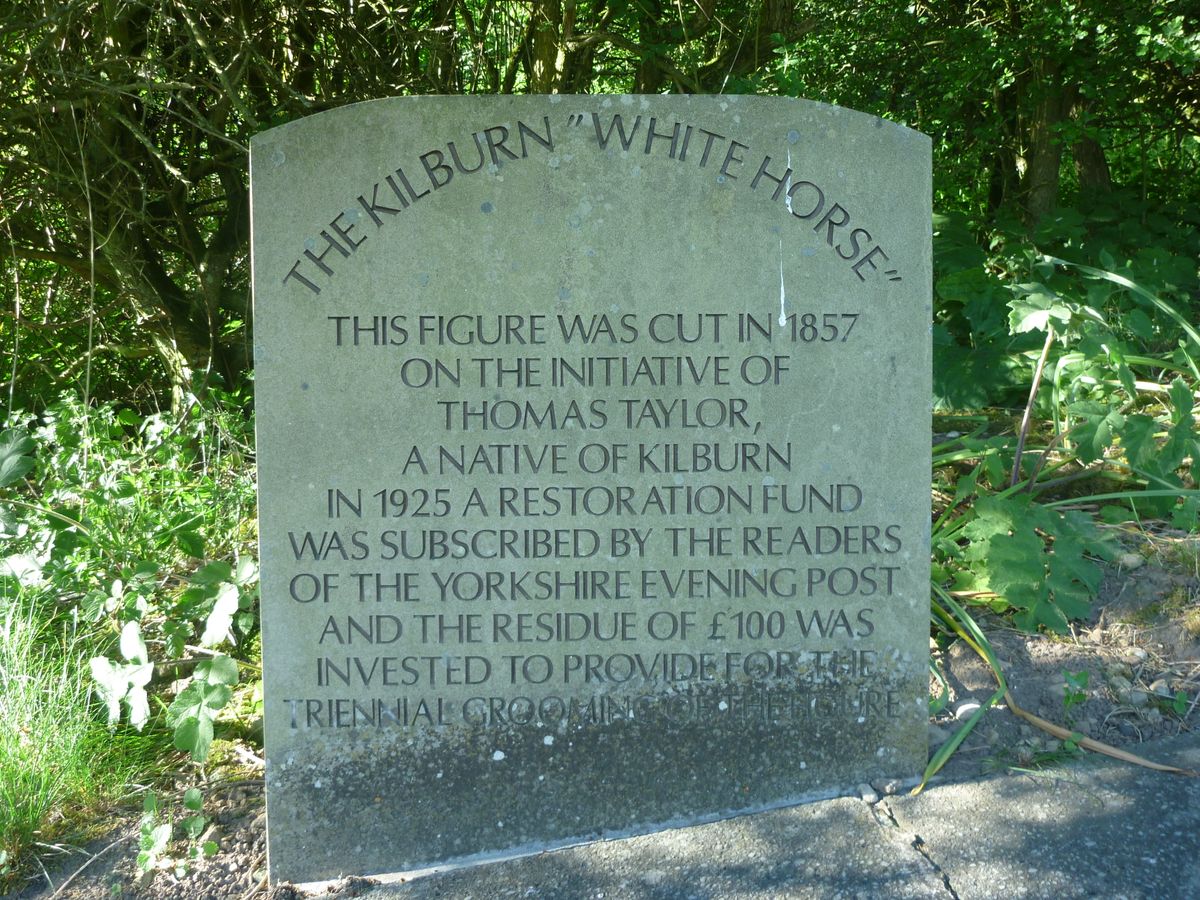 THE KILBURN "WHITE HORSE"
THIS FIGURE WAS CUT IN 1857
ON THE INITIATIVE OF
THOMAS TAYLOR,
A NATIVE OF KILBURN
IN 1925 A RESTORATION FUND
WAS SUBSCRIBED BY THE READERS
OF THE YORKSHIRE EVENING POST
AND THE RESIDUE OF £100 WAS
INVESTED TO PROVIDE FOR THE
TRIENNIAL GROOMING OF THE FIGURE